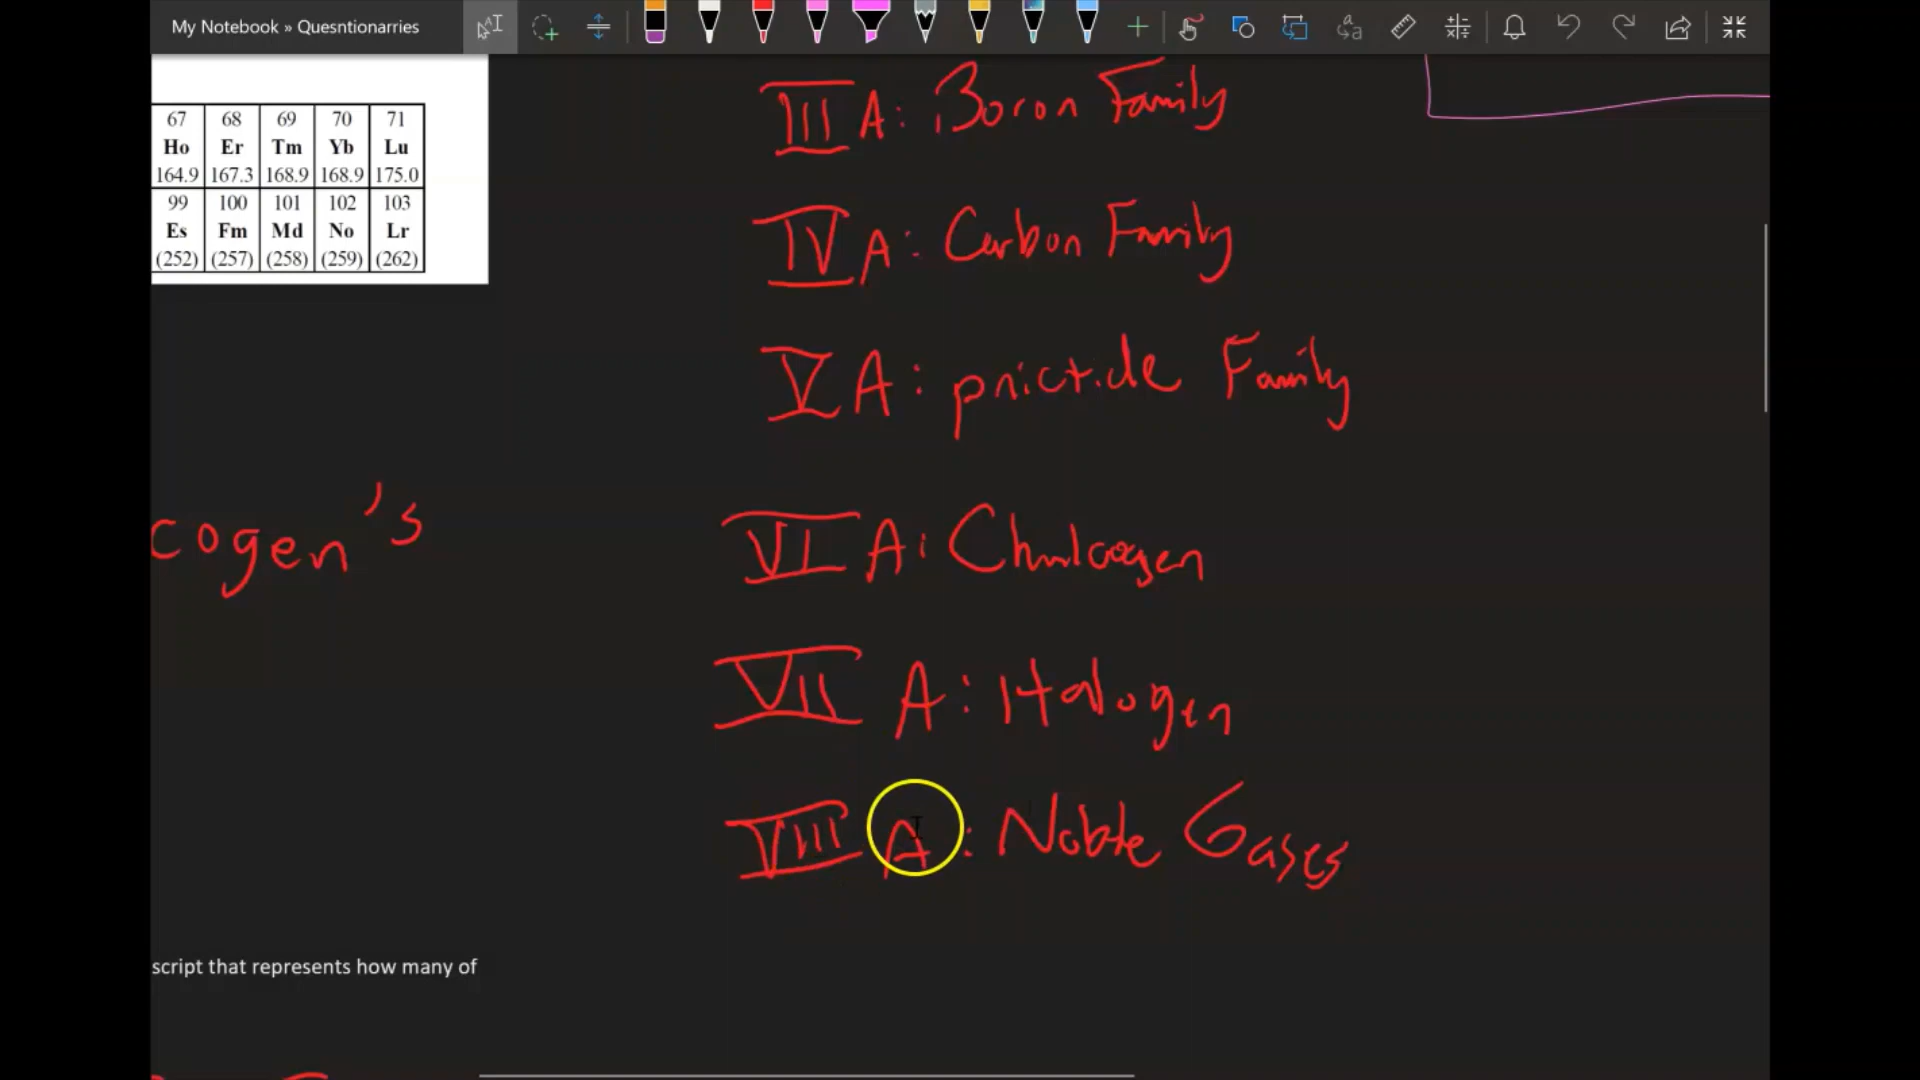 My Notebook » Quesntionarries
67 68 69 70 71
Ho Er Tm Yb Lu
164.9 167.3 168.9 168.9 175.0
99 100 101 102 103
Es Fm Md No Lr
(252) (257) (258) (259) (262)
III A: Boron Family
IV A: Carbon Family
V A: pnictide Family
cogen's
VI A: Chalcogen
VII A: Halogen
VIII A: Noble Gases
script that represents how many of